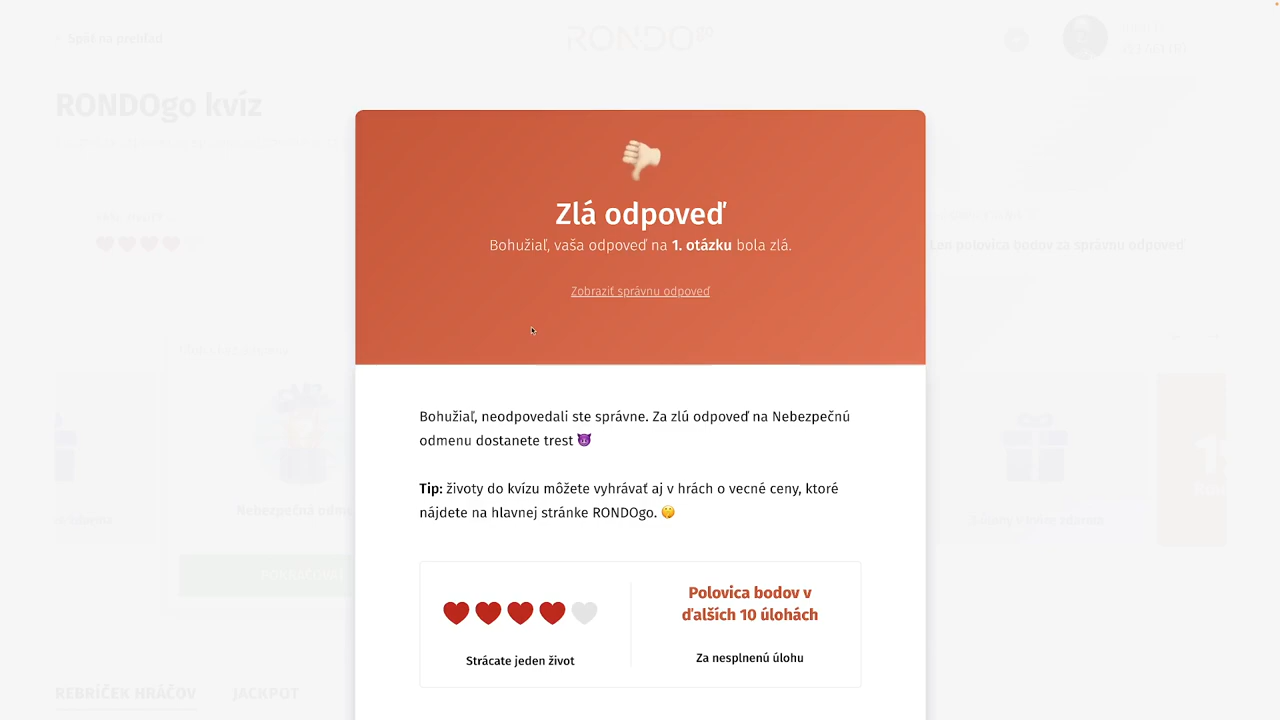 Späť na prehľad
RONDOgo
RONDOgo kvíz
Zlá odpoveď
Bohužiaľ, vaša odpoveď na 1. otázku bola zlá.
Zobraziť správnu odpoveď
Len polovica bodov za správnu odpoveď
Bohužiaľ, neodpovedali ste správne. Za zlú odpoveď na Nebezpečnú
odmenu dostanete trest
Tip: životy do kvízu môžete vyhrávať aj v hrách o vecné ceny, ktoré
nájdete na hlavnej stránke RONDOgo.
Polovica bodov v
ďalších 10 úlohách
Strácate jeden život
Za nesplnenú úlohu
REBRÍČEK HRÁČOV
JACKPOT